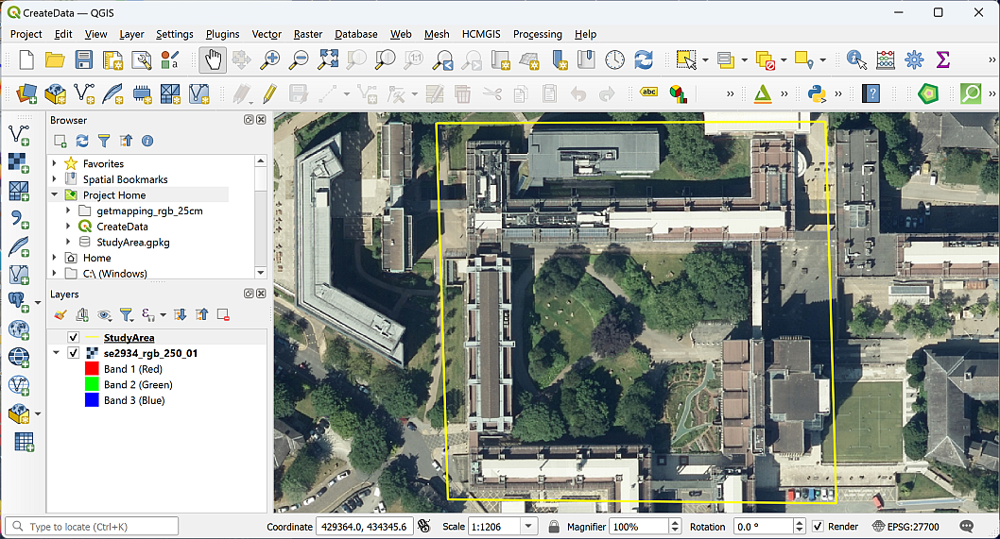 CreateData — QGIS
Project Edit View Layer Settings Plugins Vector Raster Database Web Mesh HCMGIS Processing Help
1:1
abc
Browser
Favorites
Spatial Bookmarks
Project Home
getmapping_rgb_25cm
CreateData
StudyArea.gpkg
Home
C:\ (Windows)
Layers
StudyArea
se2934_rgb_250_01
Band 1 (Red)
Band 2 (Green)
Band 3 (Blue)
Type to locate (Ctrl+K) Coordinate 429364.0, 434345.6 Scale 1:1206 Magnifier 100% Rotation 0.0 ° Render EPSG:27700